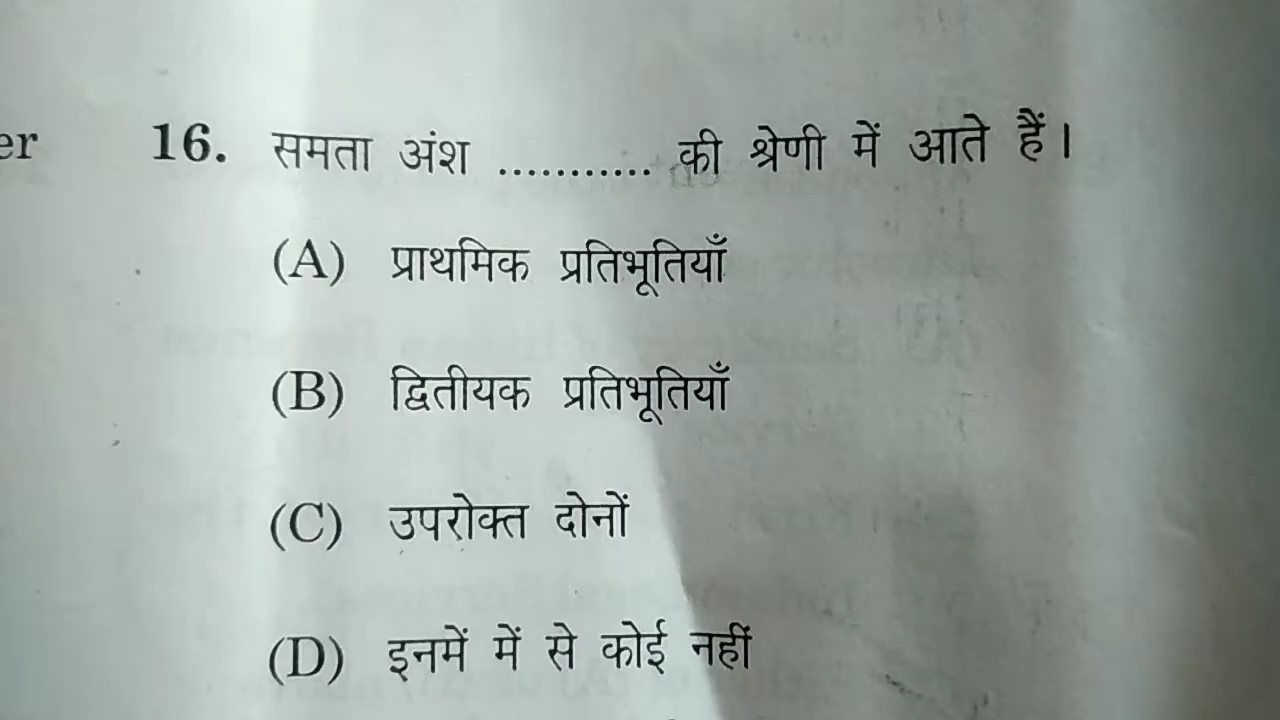 er
16. समता अंश ........... की श्रेणी में आते हैं।
(A) प्राथमिक प्रतिभूतियाँ
(B) द्वितीयक प्रतिभूतियाँ
(C) उपरोक्त दोनों
(D) इनमें में से कोई नहीं